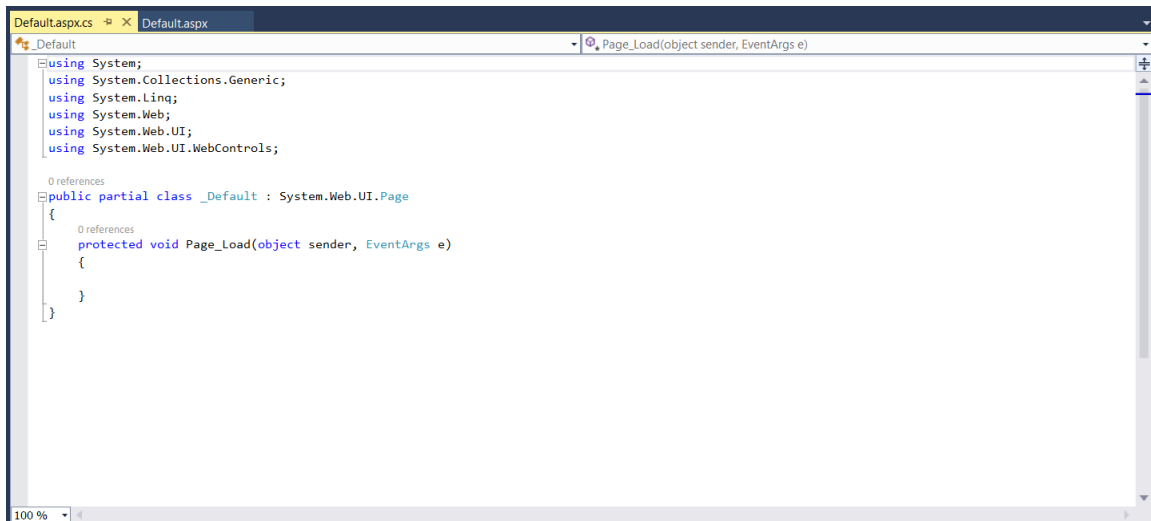 Default.aspx.cs Default.aspx
_Default Page_Load(object sender, EventArgs e)
using System;
using System.Collections.Generic;
using System.Linq;
using System.Web;
using System.Web.UI;
using System.Web.UI.WebControls;
0 references
public partial class _Default : System.Web.UI.Page
{
0 references
protected void Page_Load(object sender, EventArgs e)
{
}
}
100 %